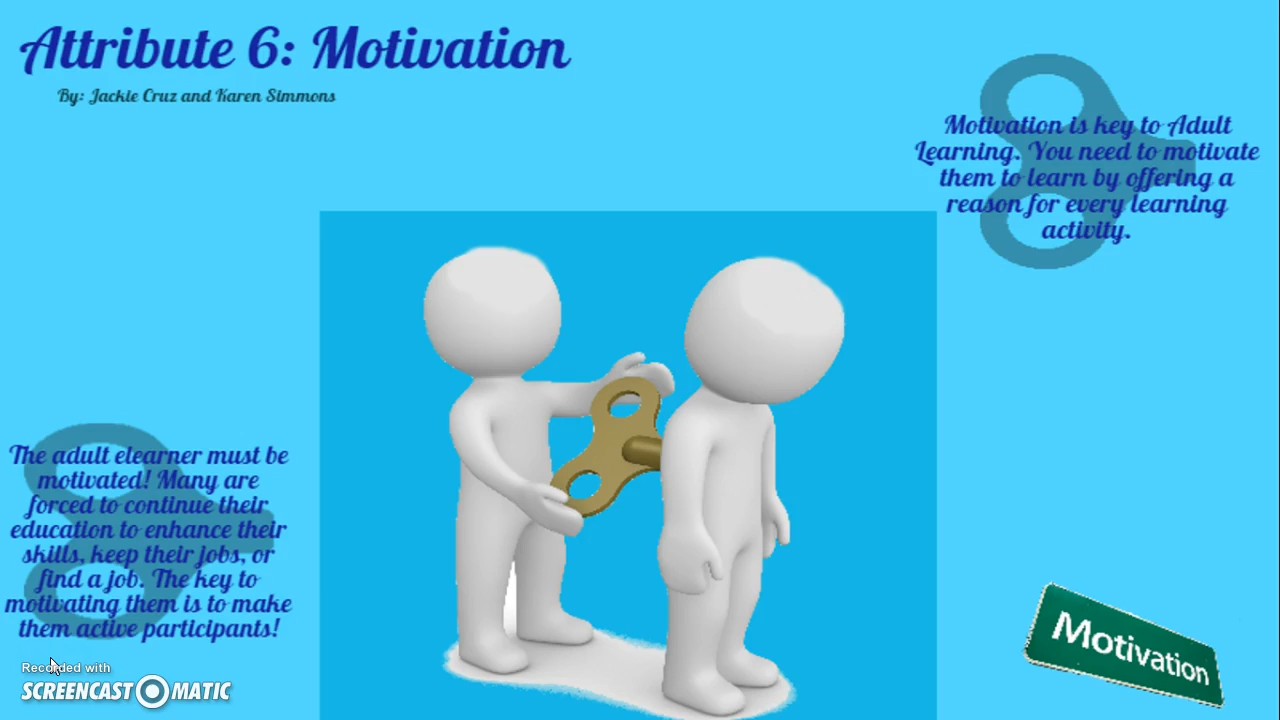 Attribute 6: Motivation
By: Jackie Cruz and Karen Simmons
Motivation is key to Adult
Learning. You need to motivate
them to learn by offering a
reason for every learning
activity.
The adult elearner must be
motivated! Many are
forced to continue their
education to enhance their
skills, keep their jobs, or
find a job. The key to
motivating them is to make
them active participants!
Motivation
Recorded with
SCREENCAST MATIC